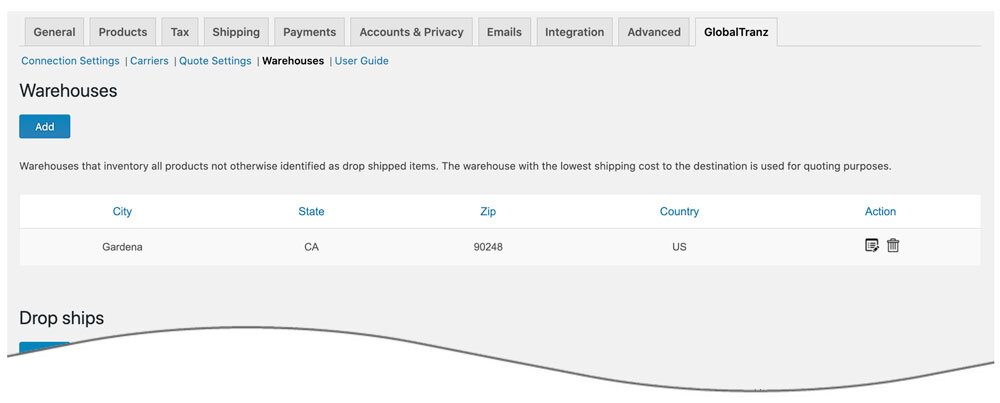 General Products Tax Shipping Payments Accounts & Privacy Emails Integration Advanced GlobalTranz
Connection Settings | Carriers | Quote Settings | Warehouses | User Guide
Warehouses
Add
Warehouses that inventory all products not otherwise identified as drop shipped items. The warehouse with the lowest shipping cost to the destination is used for quoting purposes.
City State Zip Country Action
Gardena CA 90248 US
Drop ships